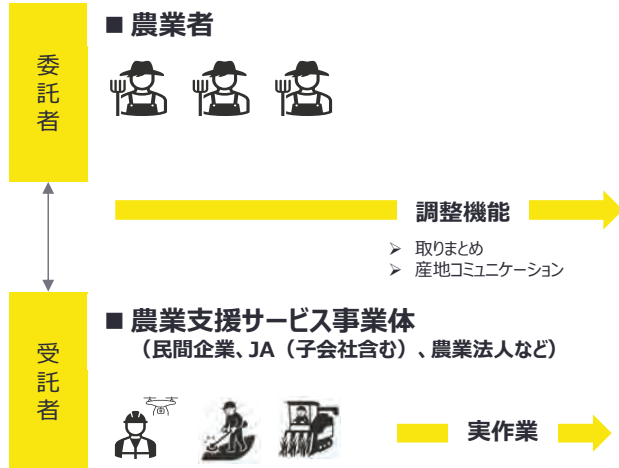 委託者
■ 農業者
調整機能
➢ 取りまとめ
➢ 産地コミュニケーション
受託者
■ 農業支援サービス事業体
（民間企業、JA（子会社含む）、農業法人など）
実作業